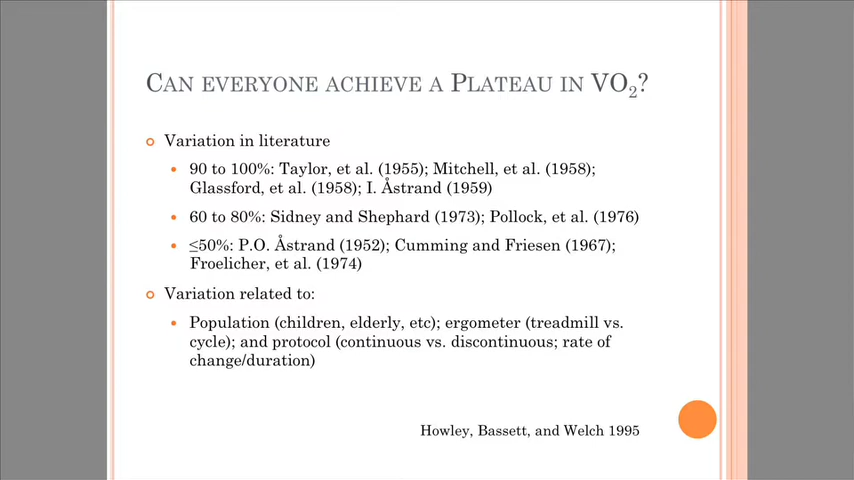 Can everyone achieve a Plateau in VO₂?
Variation in literature
90 to 100%: Taylor, et al. (1955); Mitchell, et al. (1958);
Glassford, et al. (1958); I. Åstrand (1959)
60 to 80%: Sidney and Shephard (1973); Pollock, et al. (1976)
≤50%: P.O. Åstrand (1952); Cumming and Friesen (1967);
Froelicher, et al. (1974)
Variation related to:
Population (children, elderly, etc); ergometer (treadmill vs.
cycle); and protocol (continuous vs. discontinuous; rate of
change/duration)
Howley, Bassett, and Welch 1995